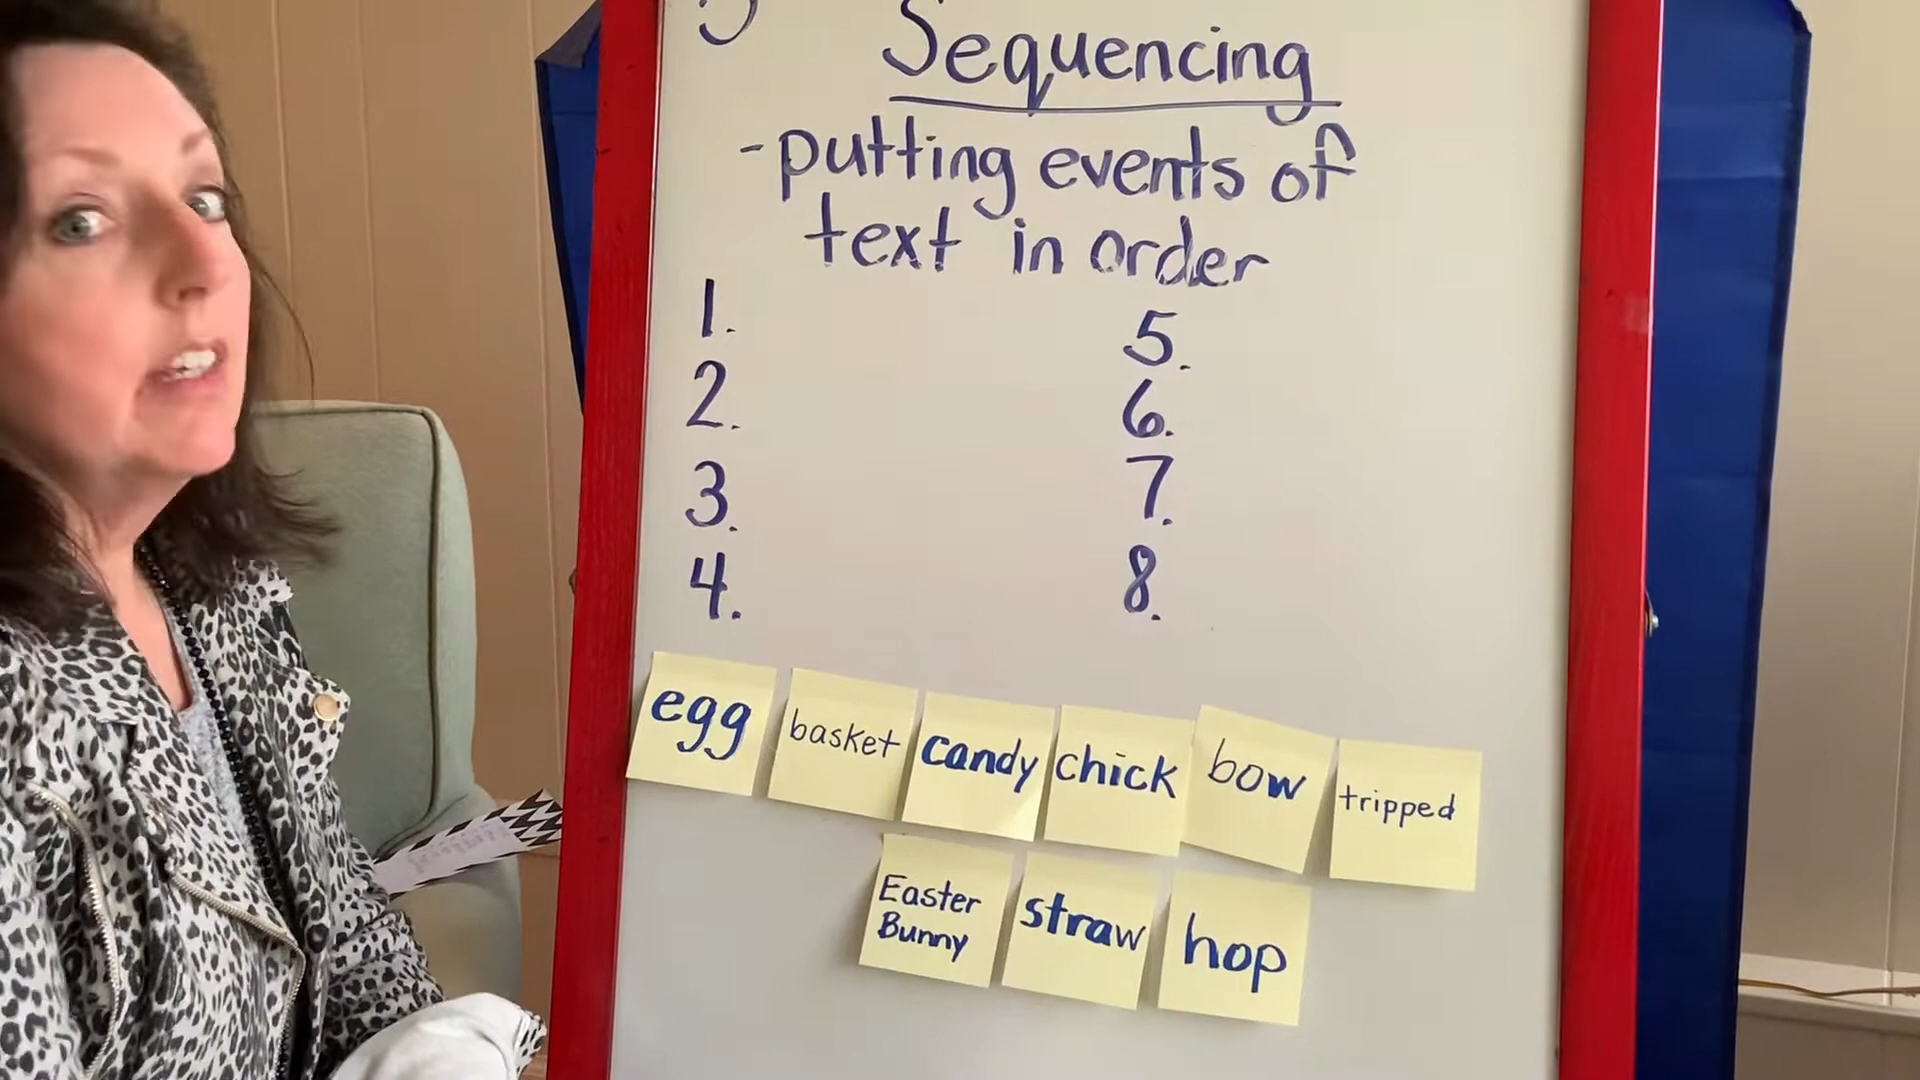 Sequencing
-putting events of
text in order
1.
2.
3.
4.
5.
6.
7.
8.
egg
basket
candy
chick
bow
tripped
Easter
Bunny
straw
hop